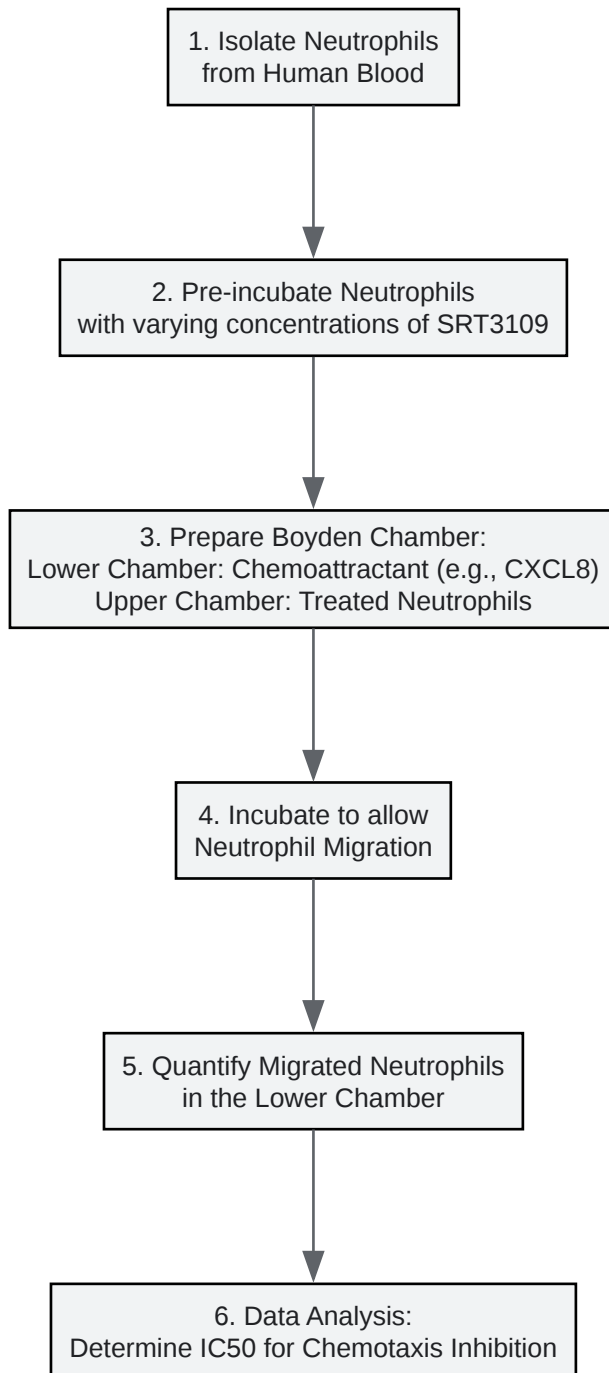 1. Isolate Neutrophils
from Human Blood
2. Pre-incubate Neutrophils
with varying concentrations of SRT3109
3. Prepare Boyden Chamber:
Lower Chamber: Chemoattractant (e.g., CXCL8)
Upper Chamber: Treated Neutrophils
4. Incubate to allow
Neutrophil Migration
5. Quantify Migrated Neutrophils
in the Lower Chamber
6. Data Analysis:
Determine IC50 for Chemotaxis Inhibition